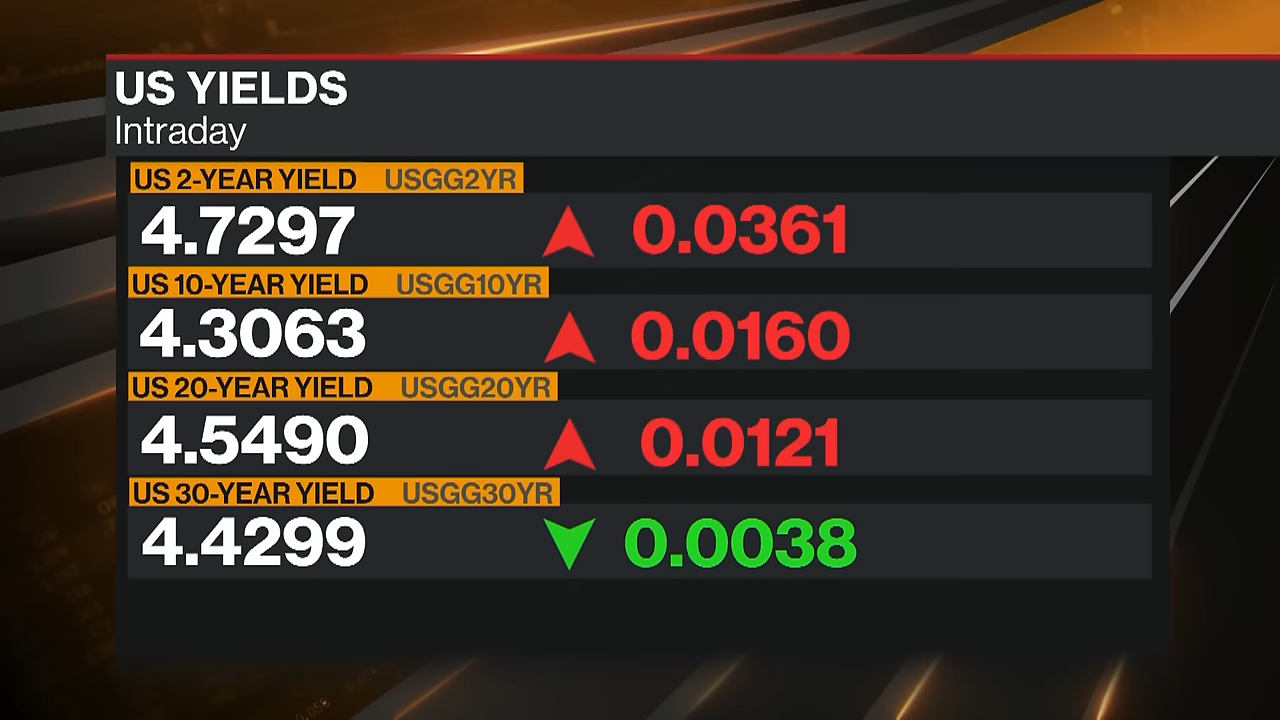 US YIELDS
Intraday
US 2-YEAR YIELD USGG2YR
4.7297 ▲ 0.0361
US 10-YEAR YIELD USGG10YR
4.3063 ▲ 0.0160
US 20-YEAR YIELD USGG20YR
4.5490 ▲ 0.0121
US 30-YEAR YIELD USGG30YR
4.4299 ▼ 0.0038